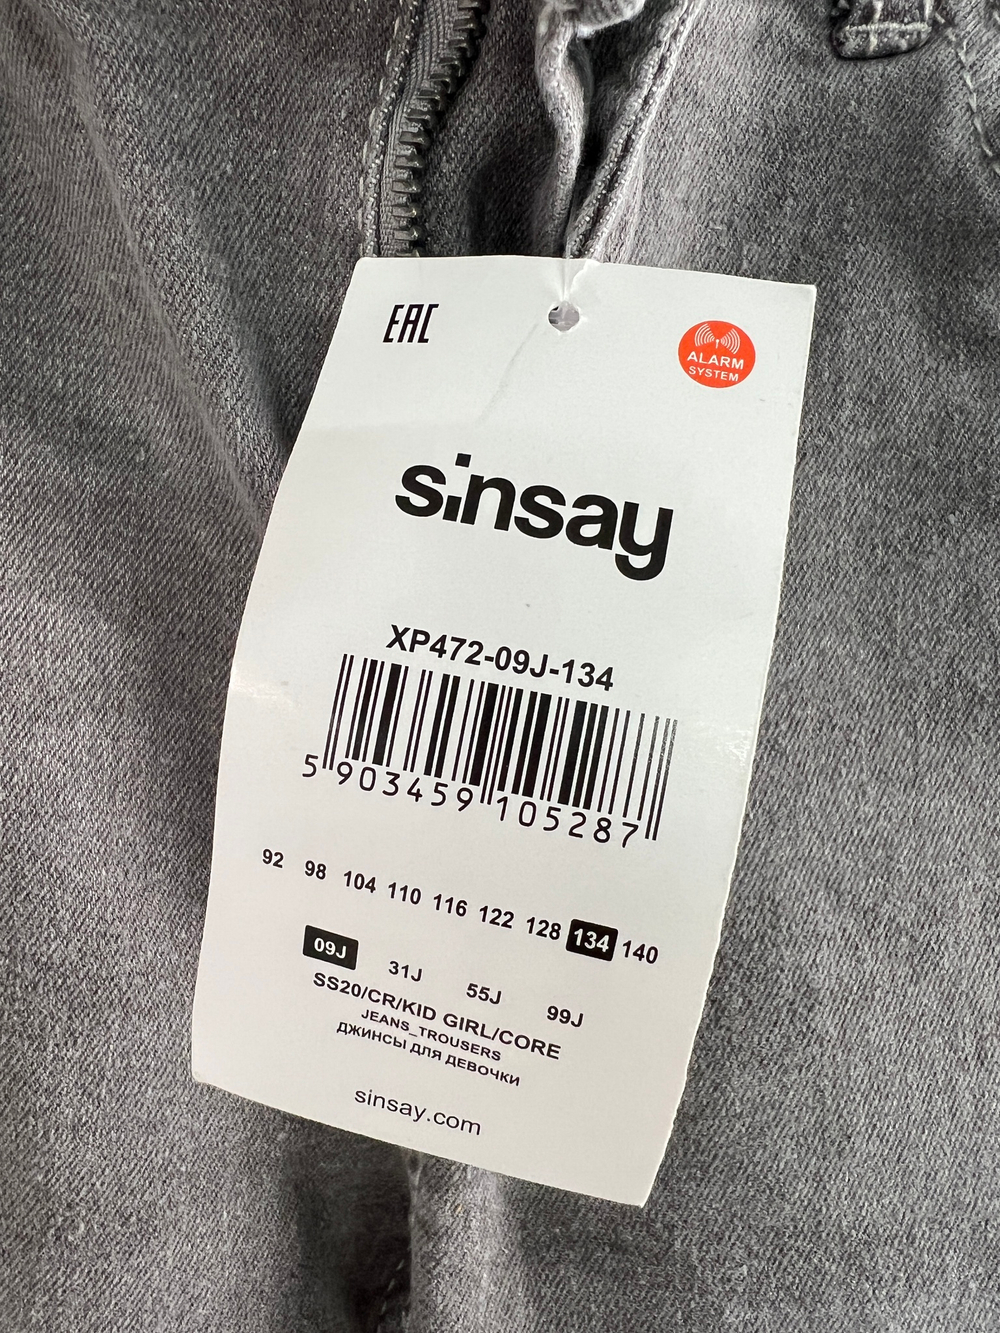 EAC
ALARM
SYSTEM
sinsay
XP472-09J-134
5 903459 105287
92 98 104 110 116 122 128 134 140
09J 31J 55J 99J
SS20/CR/KID GIRL/CORE
JEANS_TROUSERS
ДЖИНСЫ ДЛЯ ДЕВОЧКИ
sinsay.com